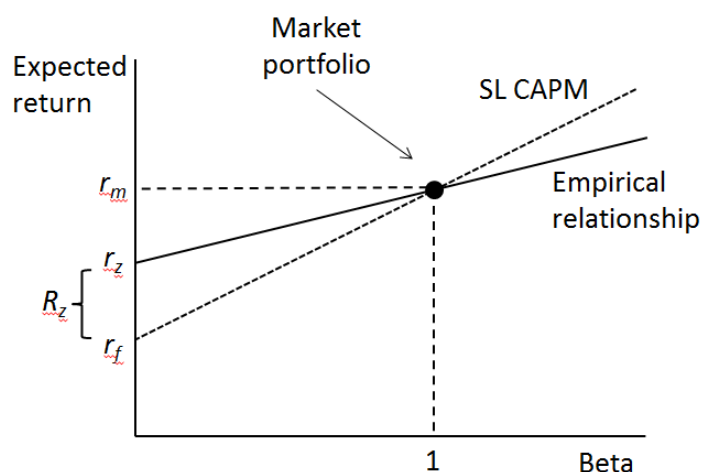 Market
portfolio
Expected
return
SL CAPM
r_m
Empirical
relationship
r_z
R_z
r_f
1
Beta